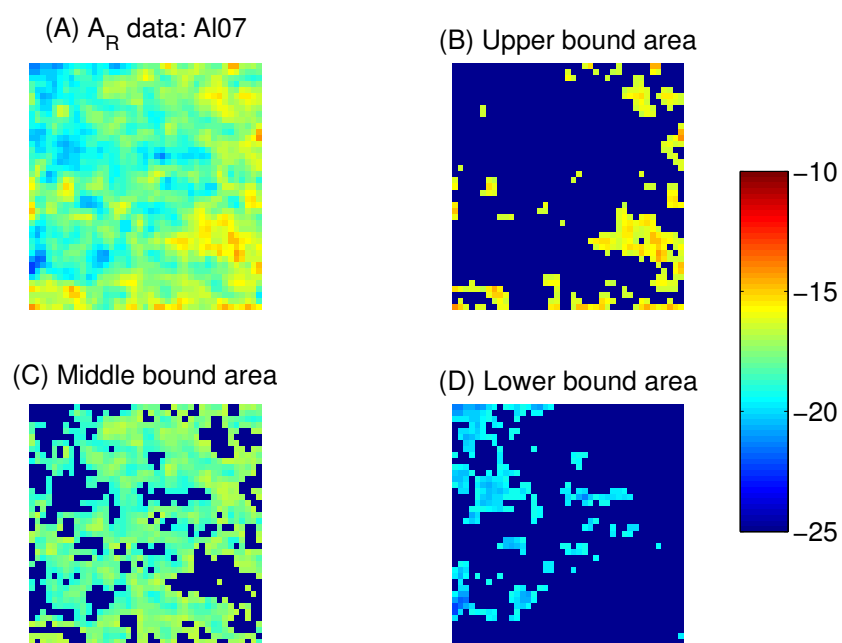 (A) A_R data: Al07
(B) Upper bound area
(C) Middle bound area
(D) Lower bound area
−10
−15
−20
−25